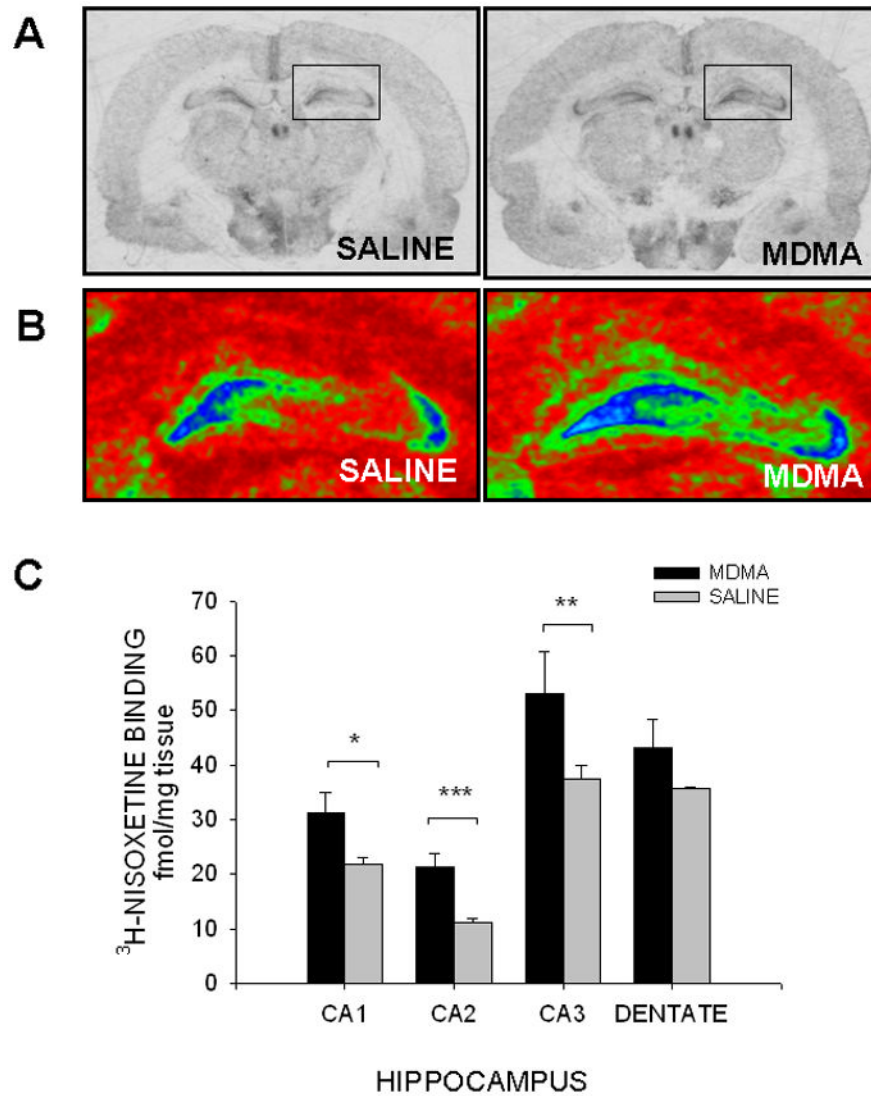 A
SALINE
MDMA
B
SALINE
MDMA
C
MDMA
SALINE
³H-NISOXETINE BINDING
fmol/mg tissue
70
60
50
40
30
20
10
0
*
***
**
CA1 CA2 CA3 DENTATE
HIPPOCAMPUS